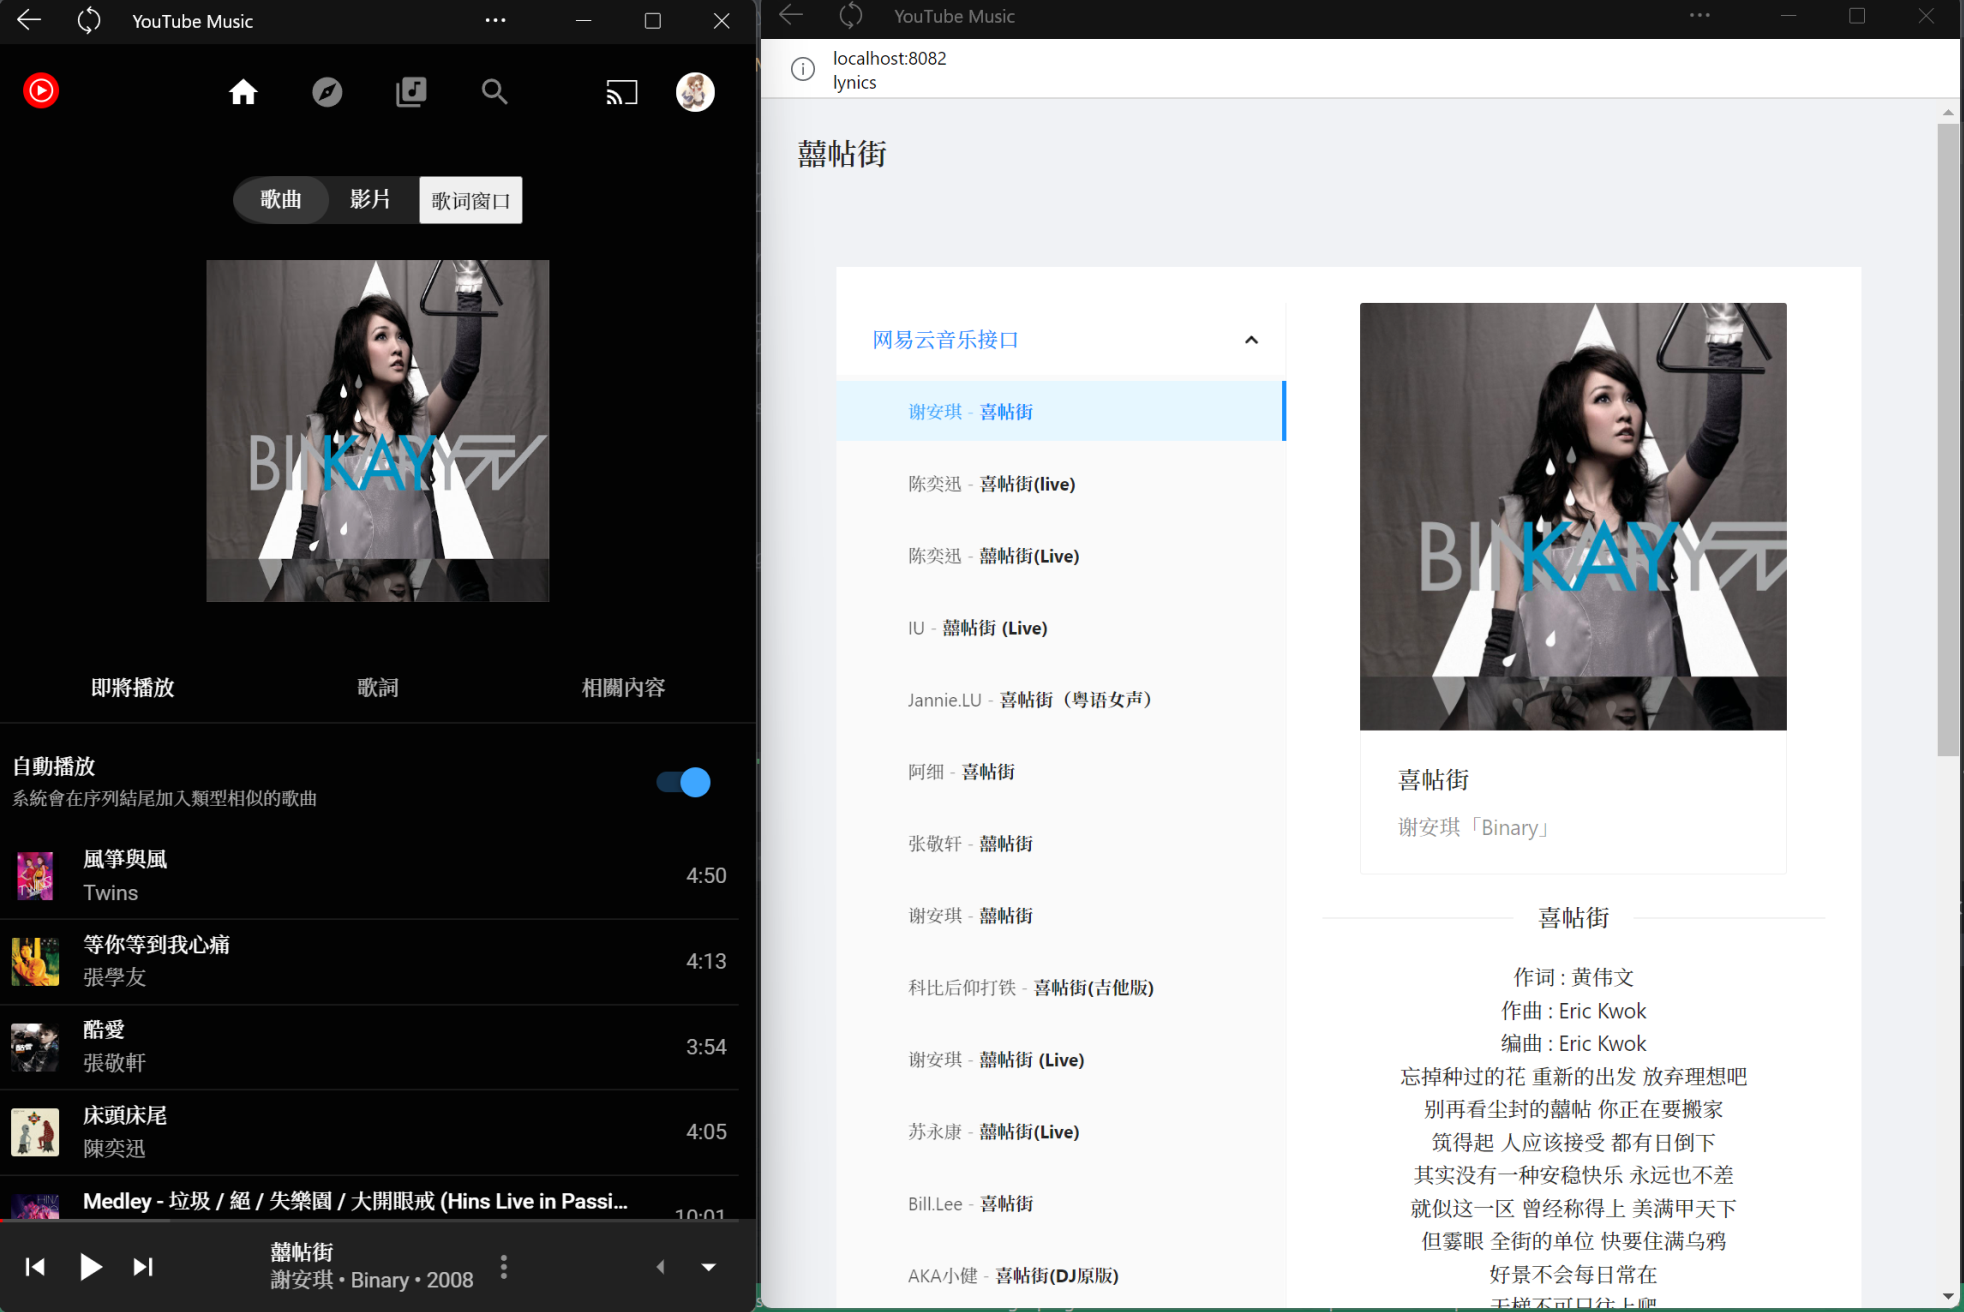 YouTube Music
歌曲
影片
歌词窗口
BINARY
KAY
即將播放
歌詞
相關內容
自動播放
系統會在序列結尾加入類型相似的歌曲
風箏與風
Twins
4:50
等你等到我心痛
張學友
4:13
酷愛
張敬軒
3:54
床頭床尾
陳奕迅
4:05
Medley - 垃圾 / 絕 / 失樂園 / 大開眼戒 (Hins Live in Passi...
10:01
囍帖街
謝安琪 • Binary • 2008
YouTube Music
localhost:8082
lynics
囍帖街
网易云音乐接口
谢安琪 - 喜帖街
陈奕迅 - 喜帖街(live)
陈奕迅 - 囍帖街(Live)
IU - 囍帖街 (Live)
Jannie.LU - 喜帖街（粤语女声）
阿细 - 喜帖街
张敬轩 - 囍帖街
谢安琪 - 囍帖街
科比后仰打铁 - 喜帖街(吉他版)
谢安琪 - 囍帖街 (Live)
苏永康 - 囍帖街(Live)
Bill.Lee - 喜帖街
AKA小健 - 喜帖街(DJ原版)
BINARY
KAY
喜帖街
谢安琪「Binary」
喜帖街
作词 : 黄伟文
作曲 : Eric Kwok
编曲 : Eric Kwok
忘掉种过的花 重新的出发 放弃理想吧
别再看尘封的囍帖 你正在要搬家
筑得起 人应该接受 都有日倒下
其实没有一种安稳快乐 永远也不差
就似这一区 曾经称得上 美满甲天下
但霎眼 全街的单位 快要住满乌鸦
好景不会每日常在
天梯不可只往上爬